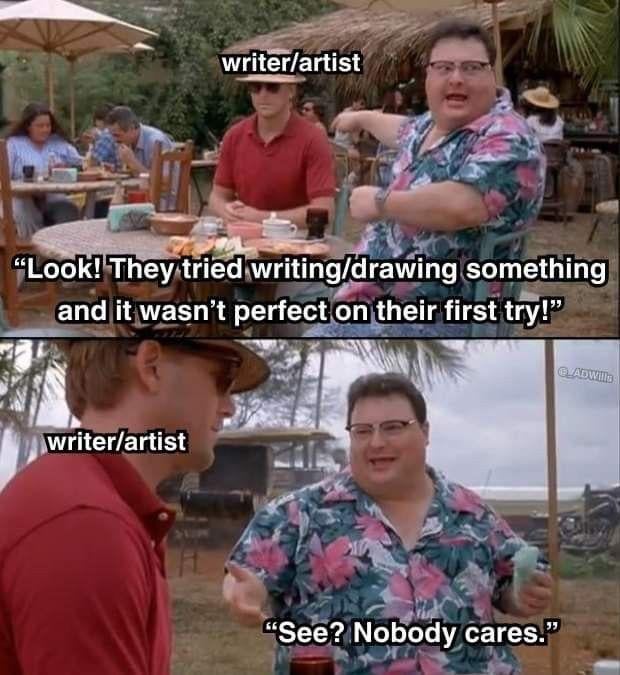 writer/artist
“Look! They tried writing/drawing something
and it wasn’t perfect on their first try!”
@_ADWills
writer/artist
“See? Nobody cares.”